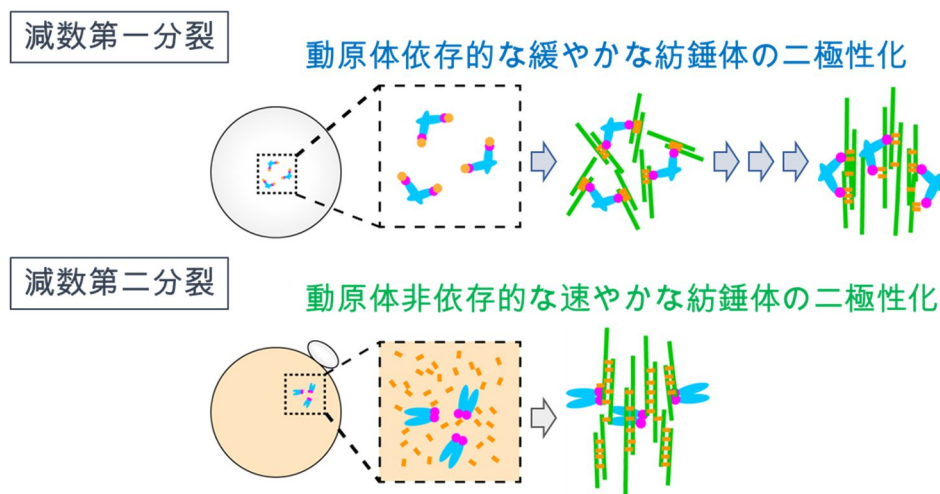 減数第一分裂
動原体依存的な緩やかな紡錘体の二極性化
減数第二分裂
動原体非依存的な速やかな紡錘体の二極性化